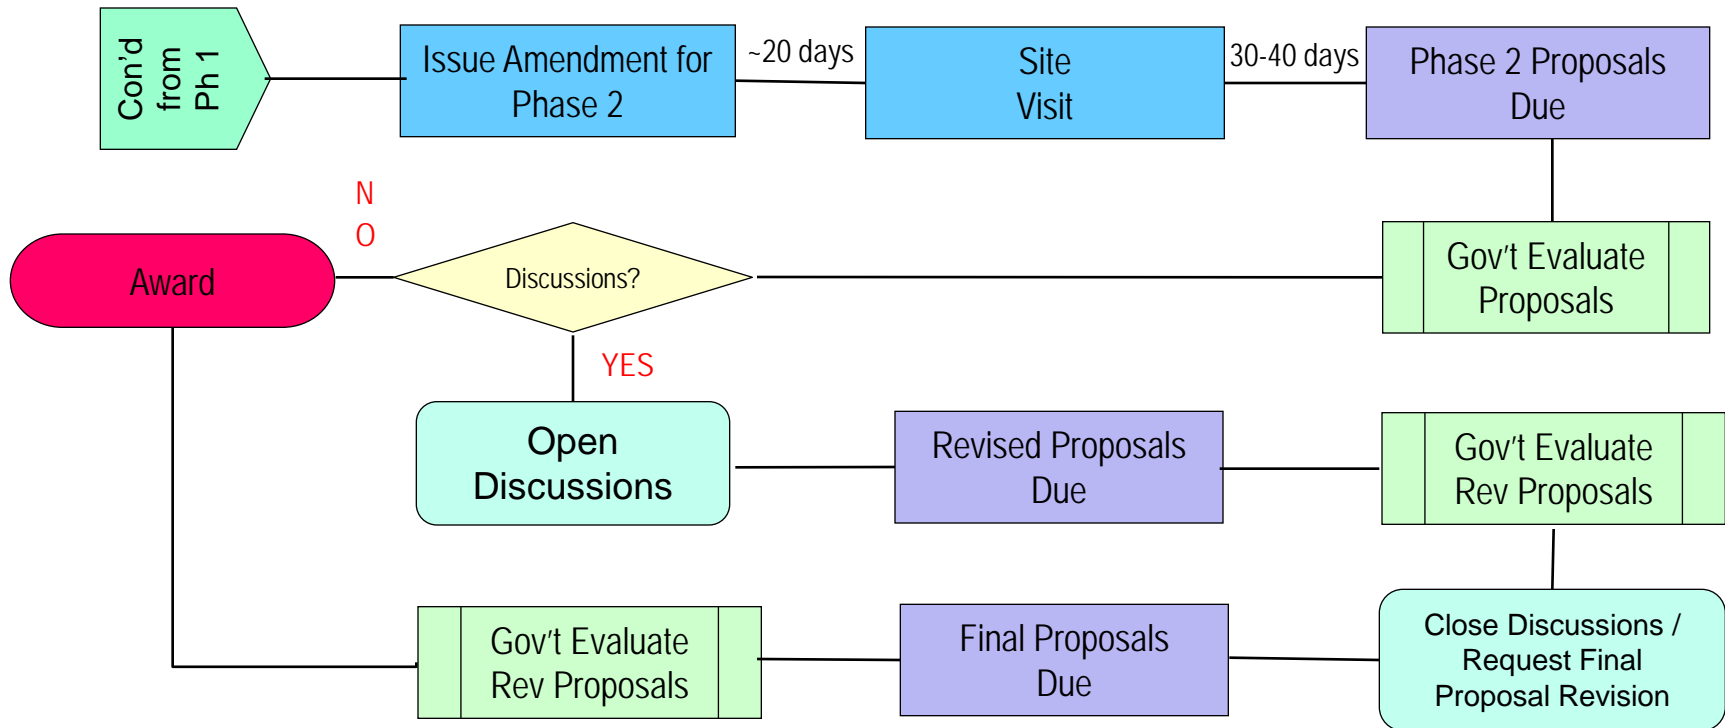 Con'd
from
Ph 1
Issue Amendment for
Phase 2
~20 days
Site
Visit
30-40 days
Phase 2 Proposals
Due
N
O
Award
Discussions?
Gov't Evaluate
Proposals
YES
Open
Discussions
Revised Proposals
Due
Gov't Evaluate
Rev Proposals
Gov't Evaluate
Rev Proposals
Final Proposals
Due
Close Discussions /
Request Final
Proposal Revision